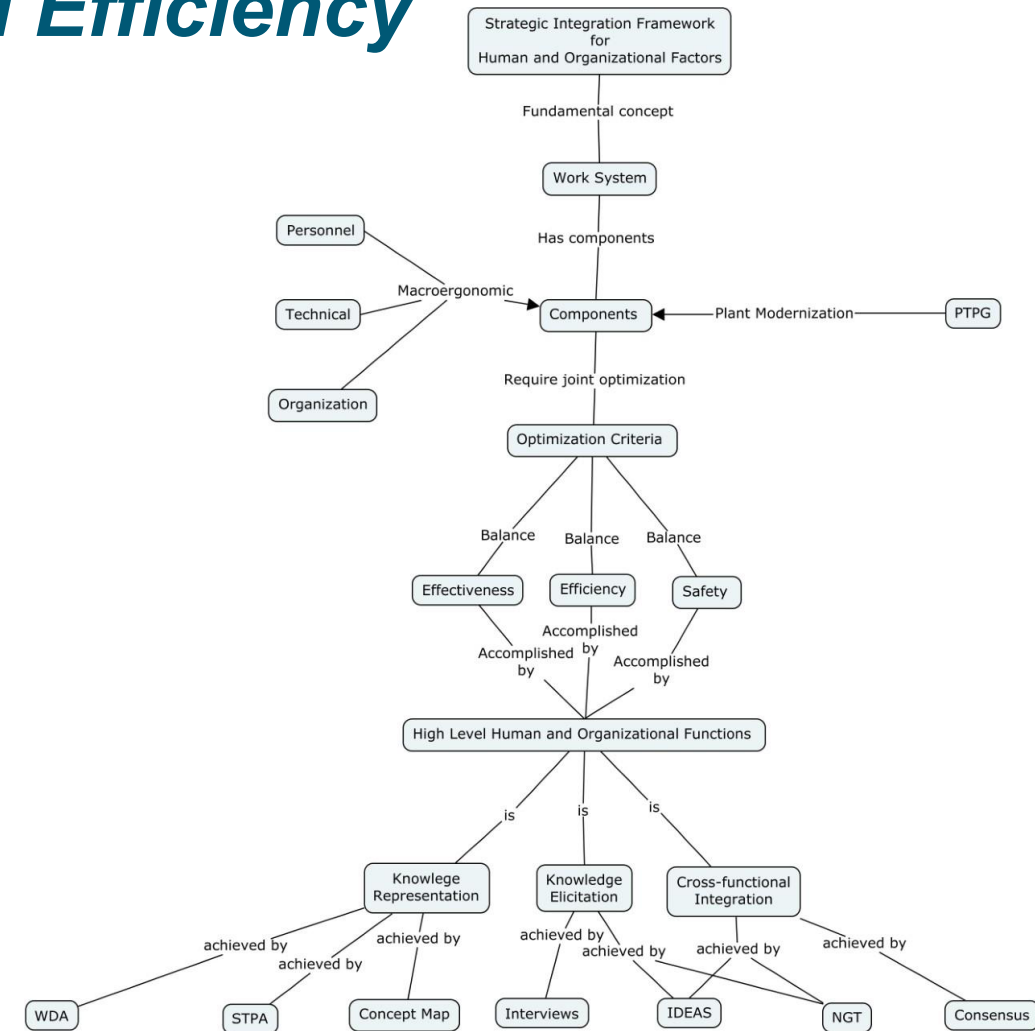 Efficiency
Strategic Integration Framework
for
Human and Organizational Factors
Fundamental concept
Work System
Has components
Personnel
Macroergonomic
Technical
Components
Plant Modernization
PTPG
Organization
Require joint optimization
Optimization Criteria
Balance
Balance
Balance
Effectiveness
Efficiency
Safety
Accomplished
by
Accomplished
by
Accomplished
by
High Level Human and Organizational Functions
is
is
is
Knowlege
Representation
Knowledge
Elicitation
Cross-functional
Integration
achieved by
achieved by
achieved by
achieved by
achieved by
achieved by
achieved by
WDA
STPA
Concept Map
Interviews
IDEAS
NGT
Consensus